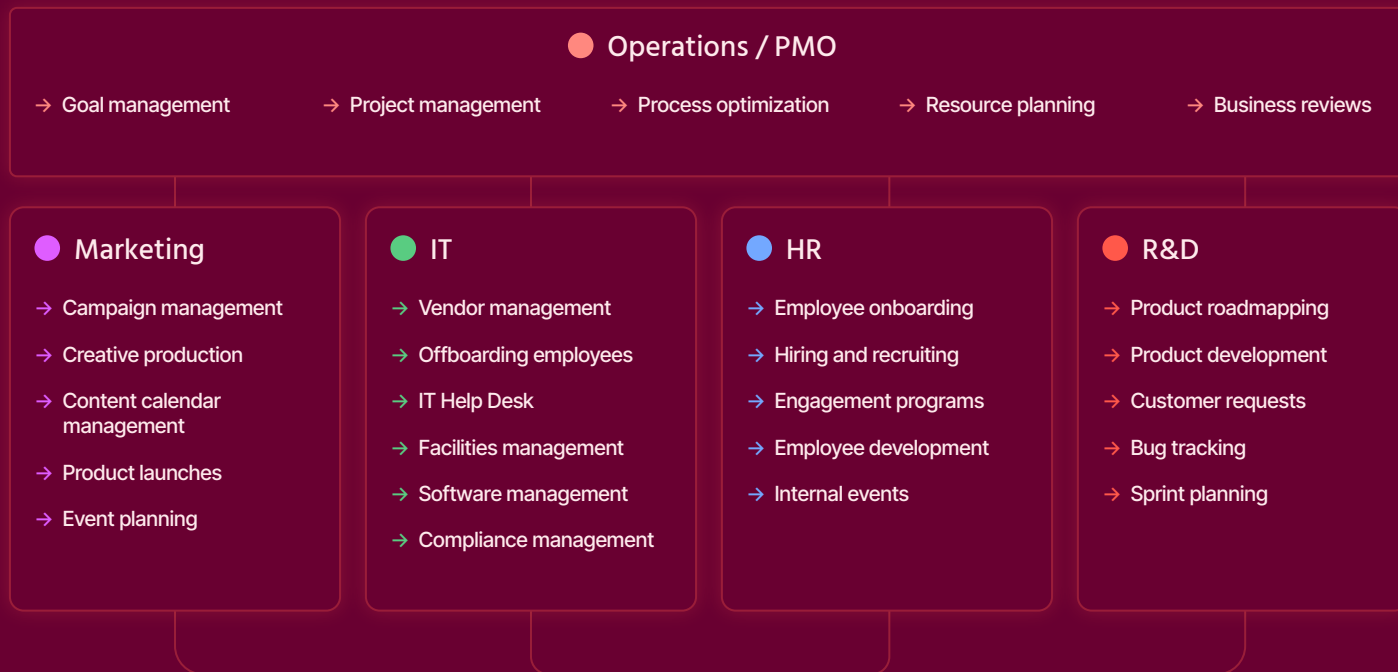 Operations / PMO
→ Goal management
→ Project management
→ Process optimization
→ Resource planning
→ Business reviews
Marketing
→ Campaign management
→ Creative production
→ Content calendar
management
→ Product launches
→ Event planning
IT
→ Vendor management
→ Offboarding employees
→ IT Help Desk
→ Facilities management
→ Software management
→ Compliance management
HR
→ Employee onboarding
→ Hiring and recruiting
→ Engagement programs
→ Employee development
→ Internal events
R&D
→ Product roadmapping
→ Product development
→ Customer requests
→ Bug tracking
→ Sprint planning